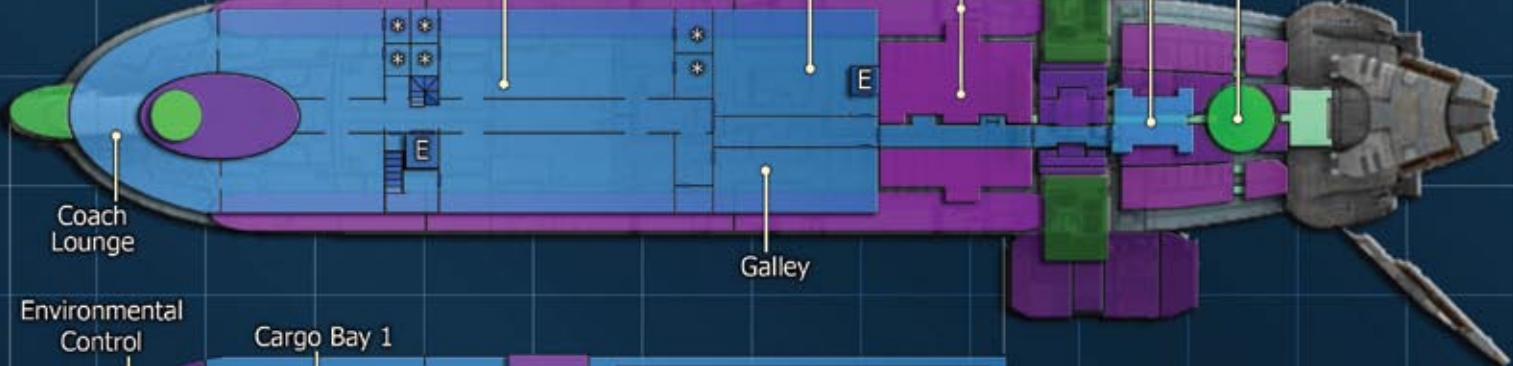 E
E
Coach
Lounge
Galley
Environmental
Control
Cargo Bay 1